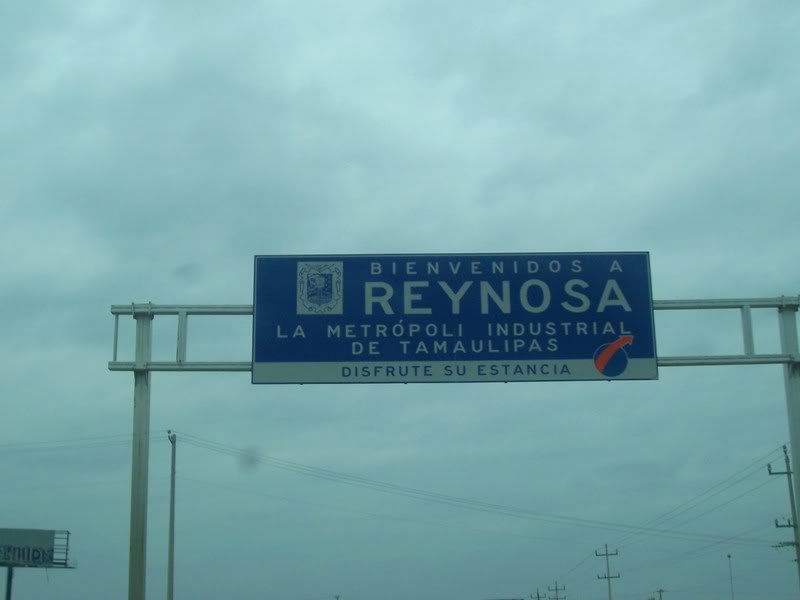 BIENVENIDOS A
REYNOSA
LA METRÓPOLI INDUSTRIAL
DE TAMAULIPAS
DISFRUTE SU ESTANCIA